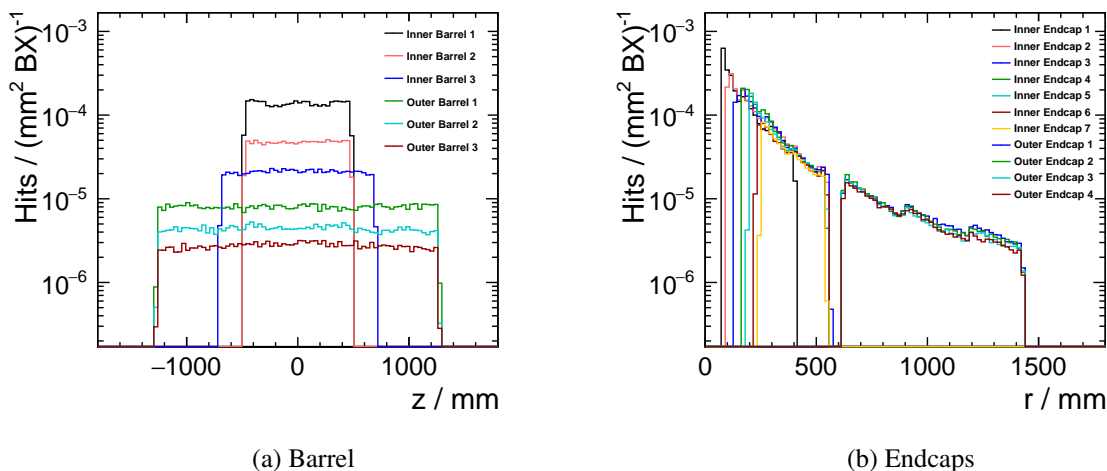 Hits / (mm² BX)⁻¹
10⁻³
10⁻⁴
10⁻⁵
10⁻⁶
Inner Barrel 1
Inner Barrel 2
Inner Barrel 3
Outer Barrel 1
Outer Barrel 2
Outer Barrel 3
−1000 0 1000
z / mm
(a) Barrel
Hits / (mm² BX)⁻¹
10⁻³
10⁻⁴
10⁻⁵
10⁻⁶
Inner Endcap 1
Inner Endcap 2
Inner Endcap 3
Inner Endcap 4
Inner Endcap 5
Inner Endcap 6
Inner Endcap 7
Outer Endcap 1
Outer Endcap 2
Outer Endcap 3
Outer Endcap 4
0 500 1000 1500
r / mm
(b) Endcaps